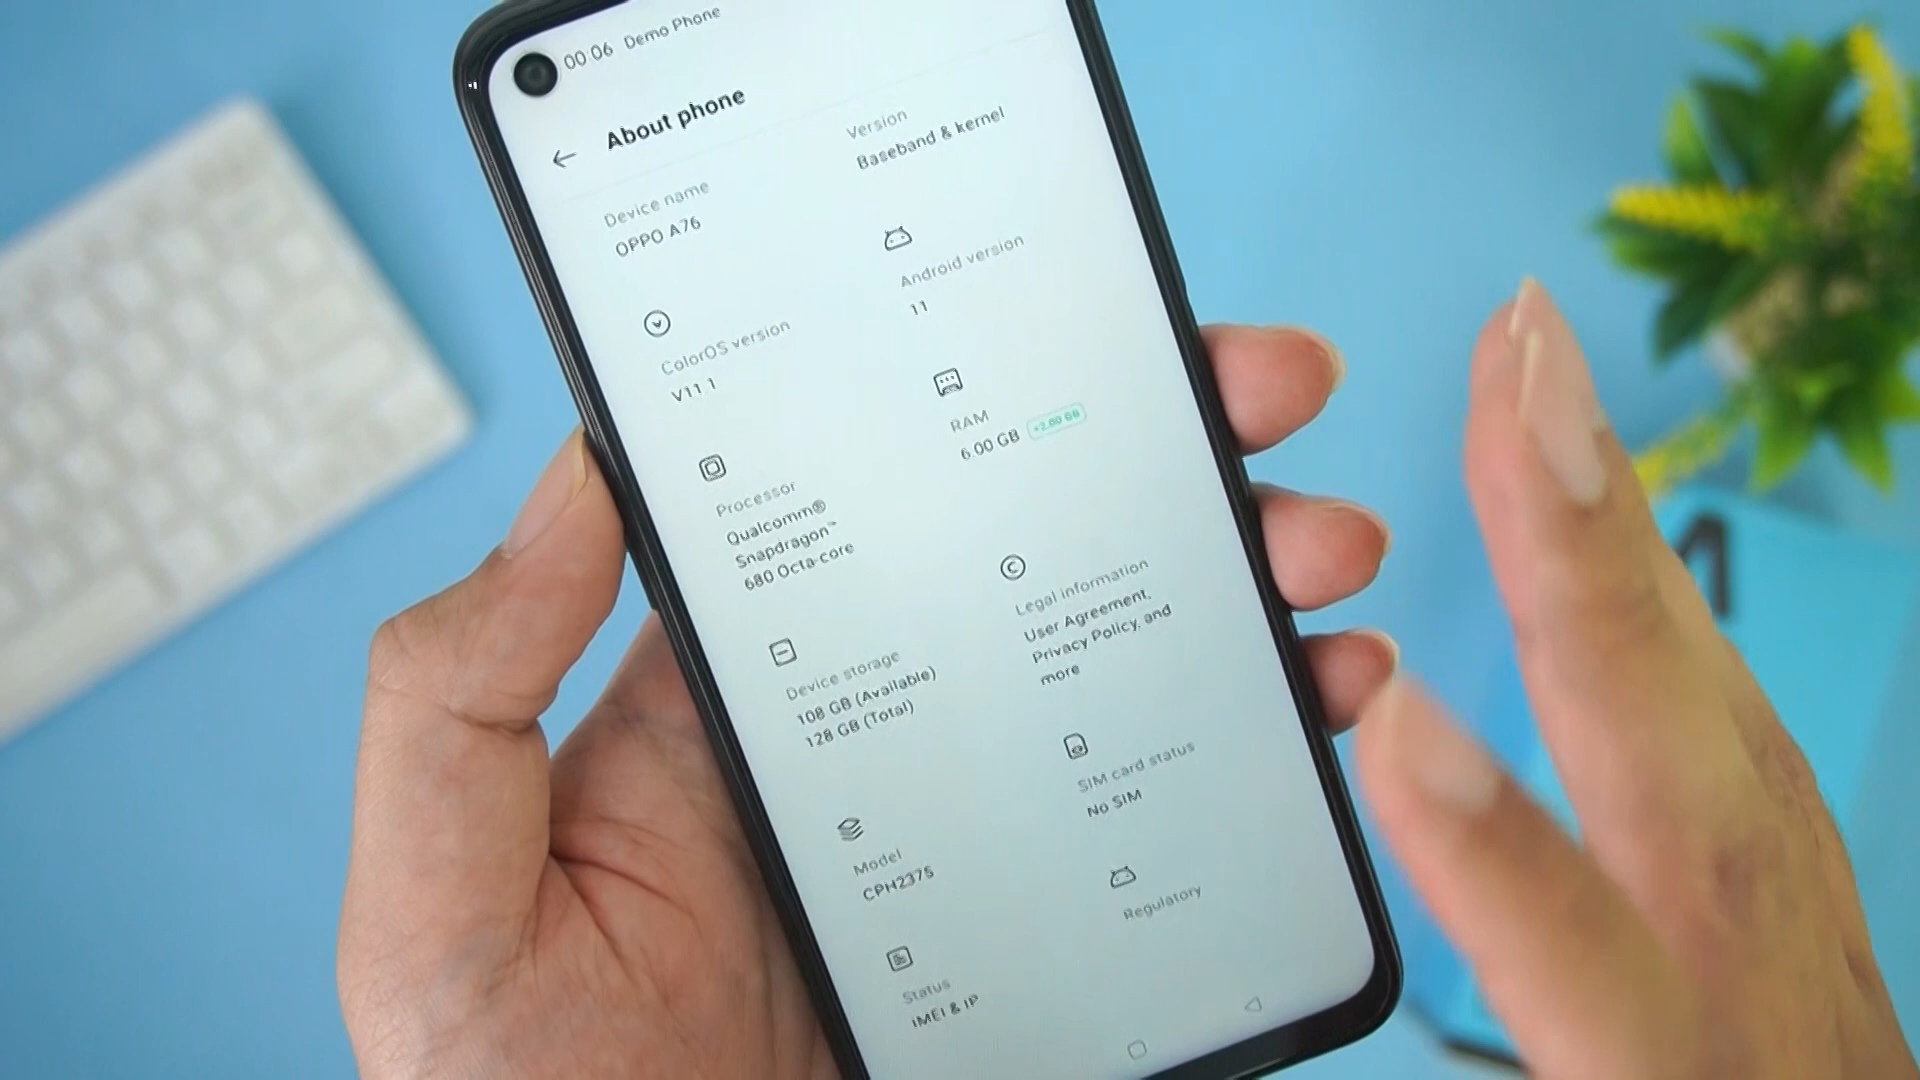 00:06 Demo Phone
About phone
Device name
OPPO A76
Version
Baseband & kernel
ColorOS version
V11.1
Android version
11
Processor
Qualcomm®
Snapdragon™
680 Octa-core
RAM
6.00 GB +2.00 GB
Device storage
108 GB (Available)
128 GB (Total)
Legal information
User Agreement,
Privacy Policy, and
more
Model
CPH2375
SIM card status
No SIM
Status
IMEI & IP
Regulatory